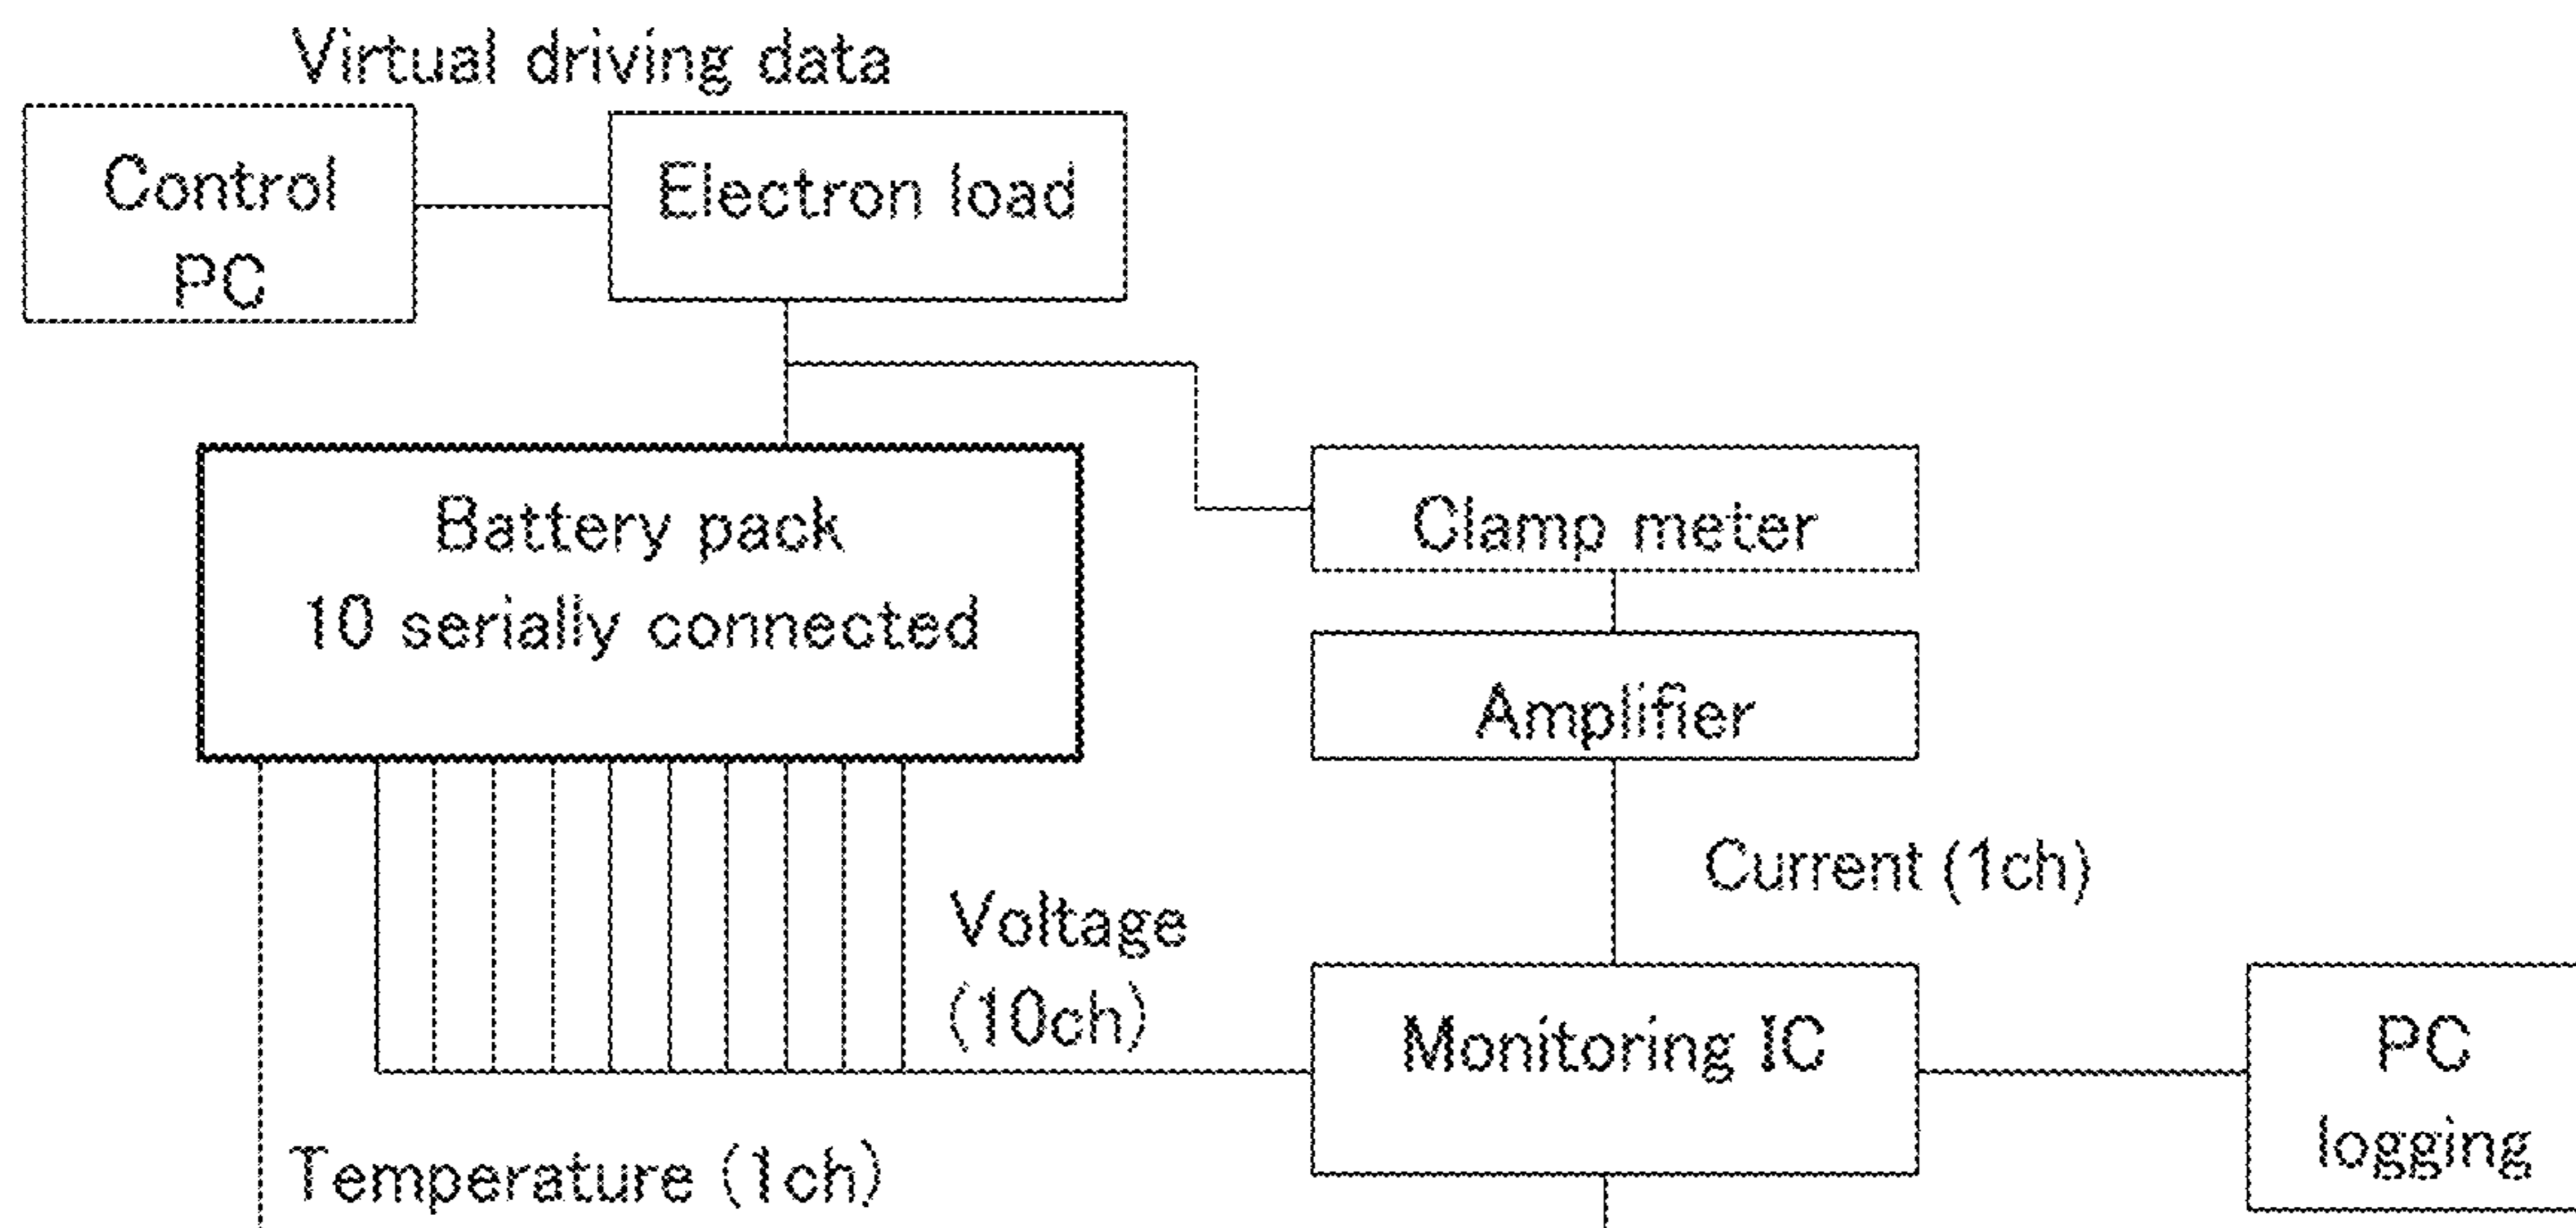 Virtual driving data
Control
PC
Electron load
Battery pack
10 serially connected
Clamp meter
Amplifier
Current (1ch)
Voltage
(10ch)
Monitoring IC
PC
logging
Temperature (1ch)